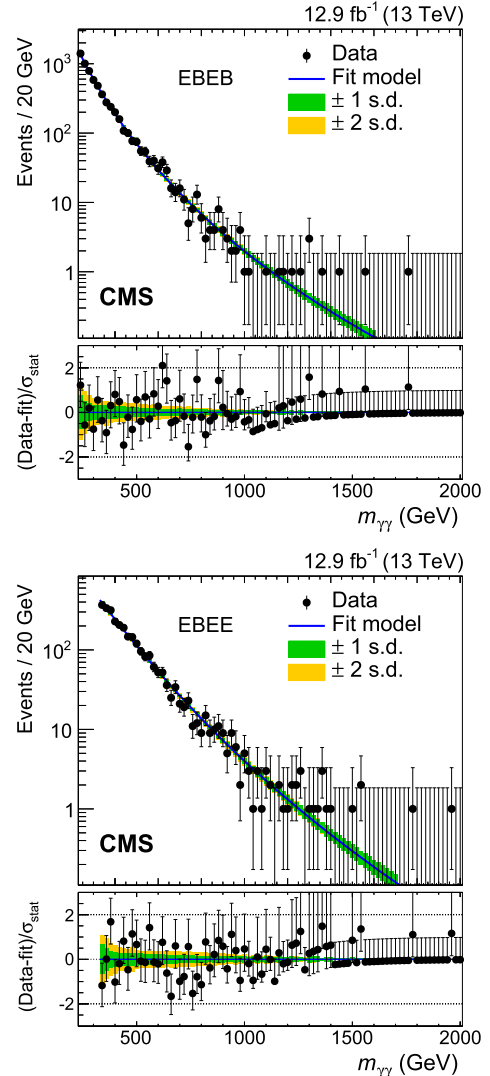 12.9 fb⁻¹ (13 TeV)
Events / 20 GeV
10³
10²
10
1
EBEB
Data
Fit model
± 1 s.d.
± 2 s.d.
CMS
(Data-fit)/σstat
2
0
-2
500 1000 1500 2000
mγγ (GeV)
12.9 fb⁻¹ (13 TeV)
Events / 20 GeV
10²
10
1
EBEE
Data
Fit model
± 1 s.d.
± 2 s.d.
CMS
(Data-fit)/σstat
2
0
-2
500 1000 1500 2000
mγγ (GeV)